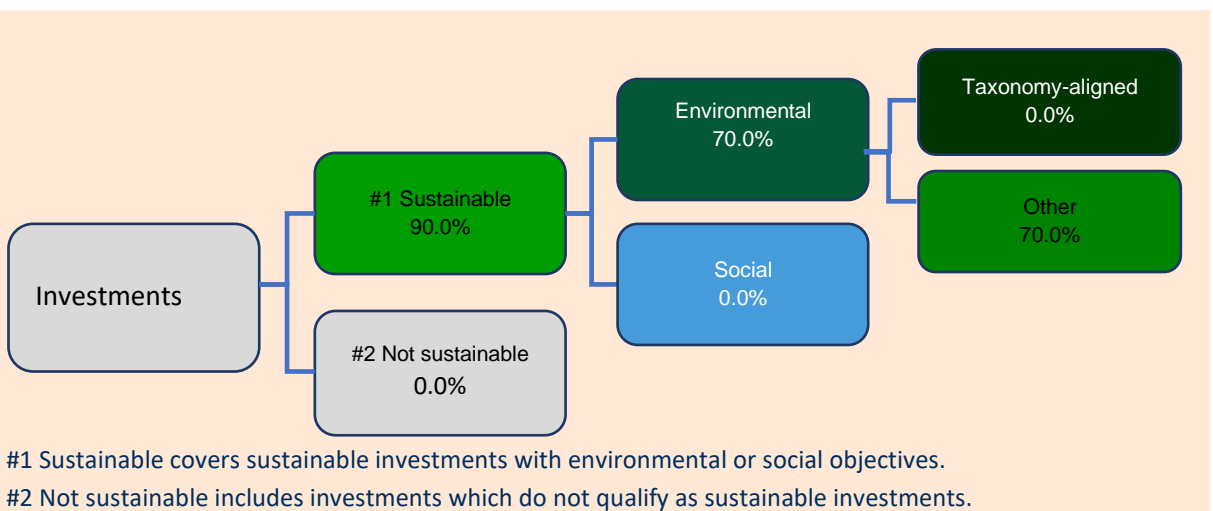 Investments
#1 Sustainable
90.0%
#2 Not sustainable
0.0%
Environmental
70.0%
Social
0.0%
Taxonomy-aligned
0.0%
Other
70.0%
#1 Sustainable covers sustainable investments with environmental or social objectives.
#2 Not sustainable includes investments which do not qualify as sustainable investments.